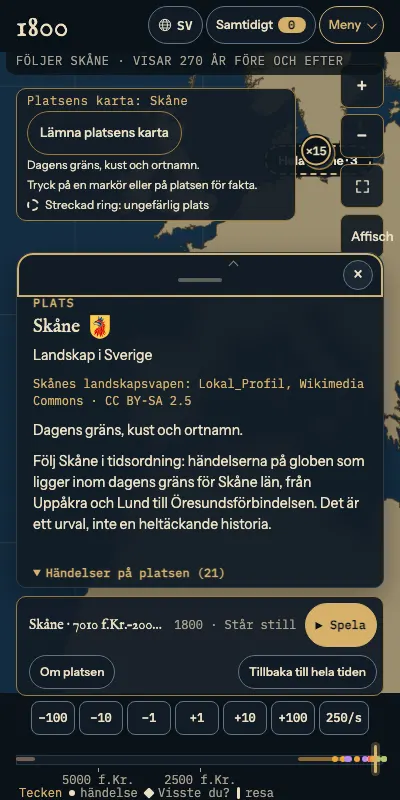 1800
SV
Samtidigt 0
Meny
FÖLJER SKÅNE · VISAR 270 ÅR FÖRE OCH EFTER
Platsens karta: Skåne
Lämna platsens karta
Dagens gräns, kust och ortnamn.
Tryck på en markör eller på platsen för fakta.
Streckad ring: ungefärlig plats
+
×15
−
Affisch
×
PLATS
Skåne
Landskap i Sverige
Skånes landskapsvapen: Lokal_Profil, Wikimedia
Commons · CC BY-SA 2.5
Dagens gräns, kust och ortnamn.
Följ Skåne i tidsordning: händelserna på globen som
ligger inom dagens gräns för Skåne län, från
Uppåkra och Lund till Öresundsförbindelsen. Det är
ett urval, inte en heltäckande historia.
▼ Händelser på platsen (21)
Skåne · 7010 f.Kr.–200… 1800 · Står still ▶ Spela
Om platsen
Tillbaka till hela tiden
−100 −10 −1 +1 +10 +100 250/s
5000 f.Kr. 2500 f.Kr.
Tecken ● händelse ◆ Visste du? | resa